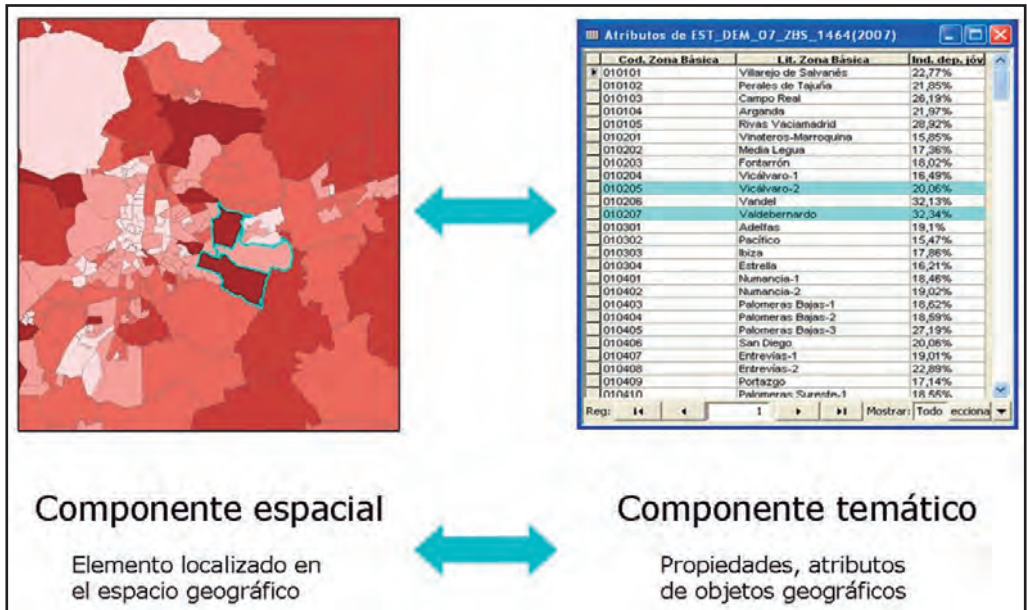 Atributos de EST_DEM_07_ZBS_1464(2007)
Cod. Zona Básica Lit. Zona Básica Ind. dep. jóv
010101 Villarejo de Salvanés 22,77%
010102 Perales de Tajuña 21,85%
010103 Campo Real 26,19%
010104 Arganda 21,97%
010105 Rivas Vaciamadrid 28,92%
010201 Vinateros-Marroquina 15,85%
010202 Media Legua 17,36%
010203 Fontarrón 18,02%
010204 Vicálvaro-1 16,49%
010205 Vicálvaro-2 20,06%
010206 Vandel 32,13%
010207 Valdebernardo 32,34%
010301 Adelfas 19,1%
010302 Pacífico 15,47%
010303 Ibiza 17,86%
010304 Estrella 16,21%
010401 Numancia-1 18,46%
010402 Numancia-2 19,02%
010403 Palomeras Bajas-1 18,62%
010404 Palomeras Bajas-2 18,59%
010405 Palomeras Bajas-3 27,19%
010406 San Diego 20,06%
010407 Entrevías-1 19,01%
010408 Entrevías-2 22,89%
010409 Portazgo 17,14%
010410 Palomeras Sureste-1 18,55%
Reg: 1 Mostrar: Todo ecciona
Componente espacial
Elemento localizado en
el espacio geográfico
Componente temático
Propiedades, atributos
de objetos geográficos